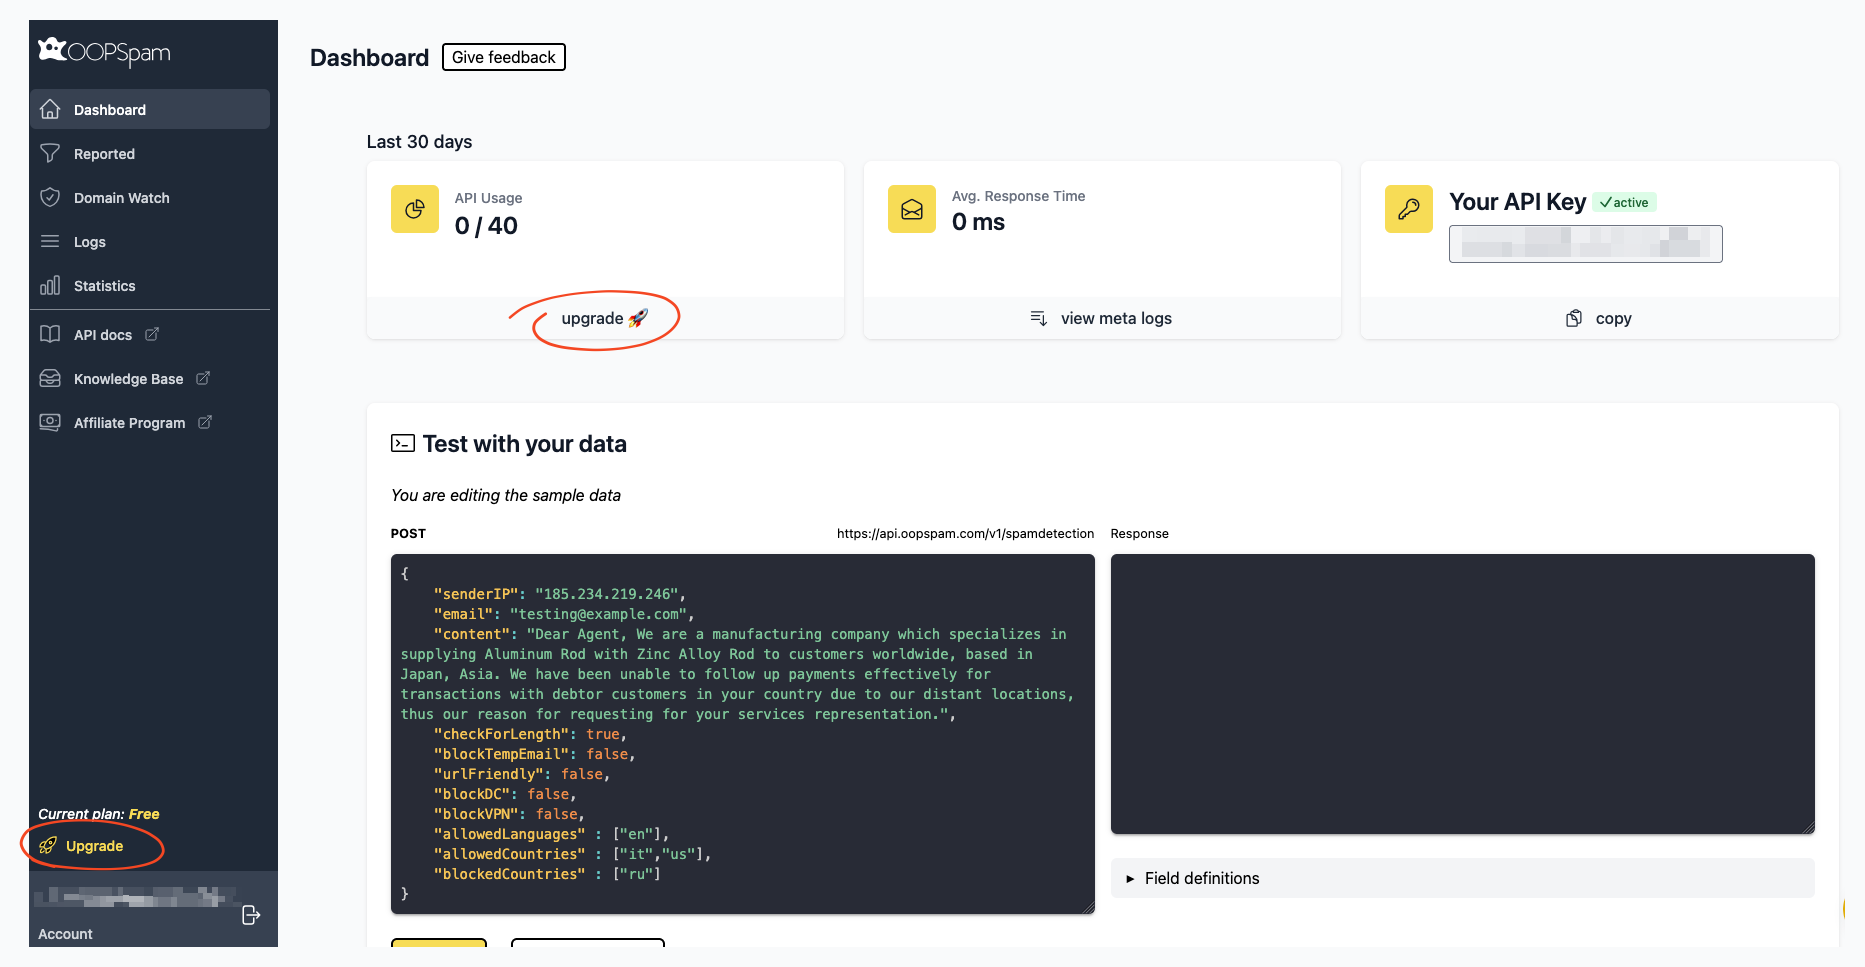 OOPSpam
Dashboard
Reported
Domain Watch
Logs
Statistics
API docs
Knowledge Base
Affiliate Program
Current plan: Free
Upgrade
Account
Dashboard
Give feedback
Last 30 days
API Usage
0 / 40
upgrade 🚀
Avg. Response Time
0 ms
view meta logs
Your API Key
active
copy
Test with your data
You are editing the sample data
POST
https://api.oopspam.com/v1/spamdetection
{
"senderIP": "185.234.219.246",
"email": "testing@example.com",
"content": "Dear Agent, We are a manufacturing company which specializes in
supplying Aluminum Rod with Zinc Alloy Rod to customers worldwide, based in
Japan, Asia. We have been unable to follow up payments effectively for
transactions with debtor customers in your country due to our distant locations,
thus our reason for requesting for your services representation.",
"checkForLength": true,
"blockTempEmail": false,
"urlFriendly": false,
"blockDC": false,
"blockVPN": false,
"allowedLanguages" : ["en"],
"allowedCountries" : ["it","us"],
"blockedCountries" : ["ru"]
}
Response
Field definitions